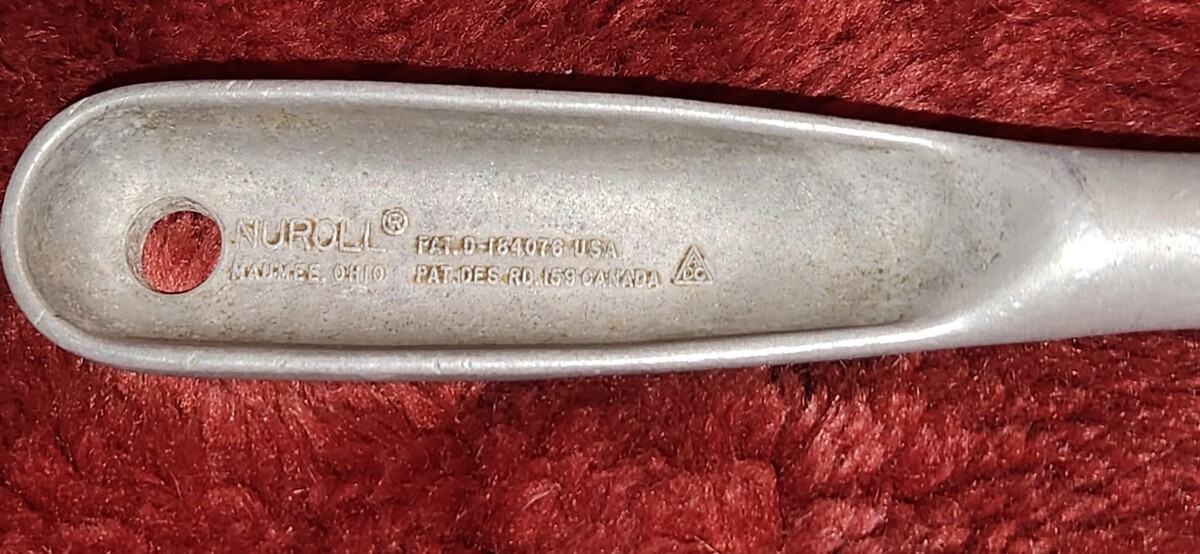 NUROLL®
MAUMEE, OHIO
PAT. D-184076 USA
PAT. DES. RD. 159 CANADA